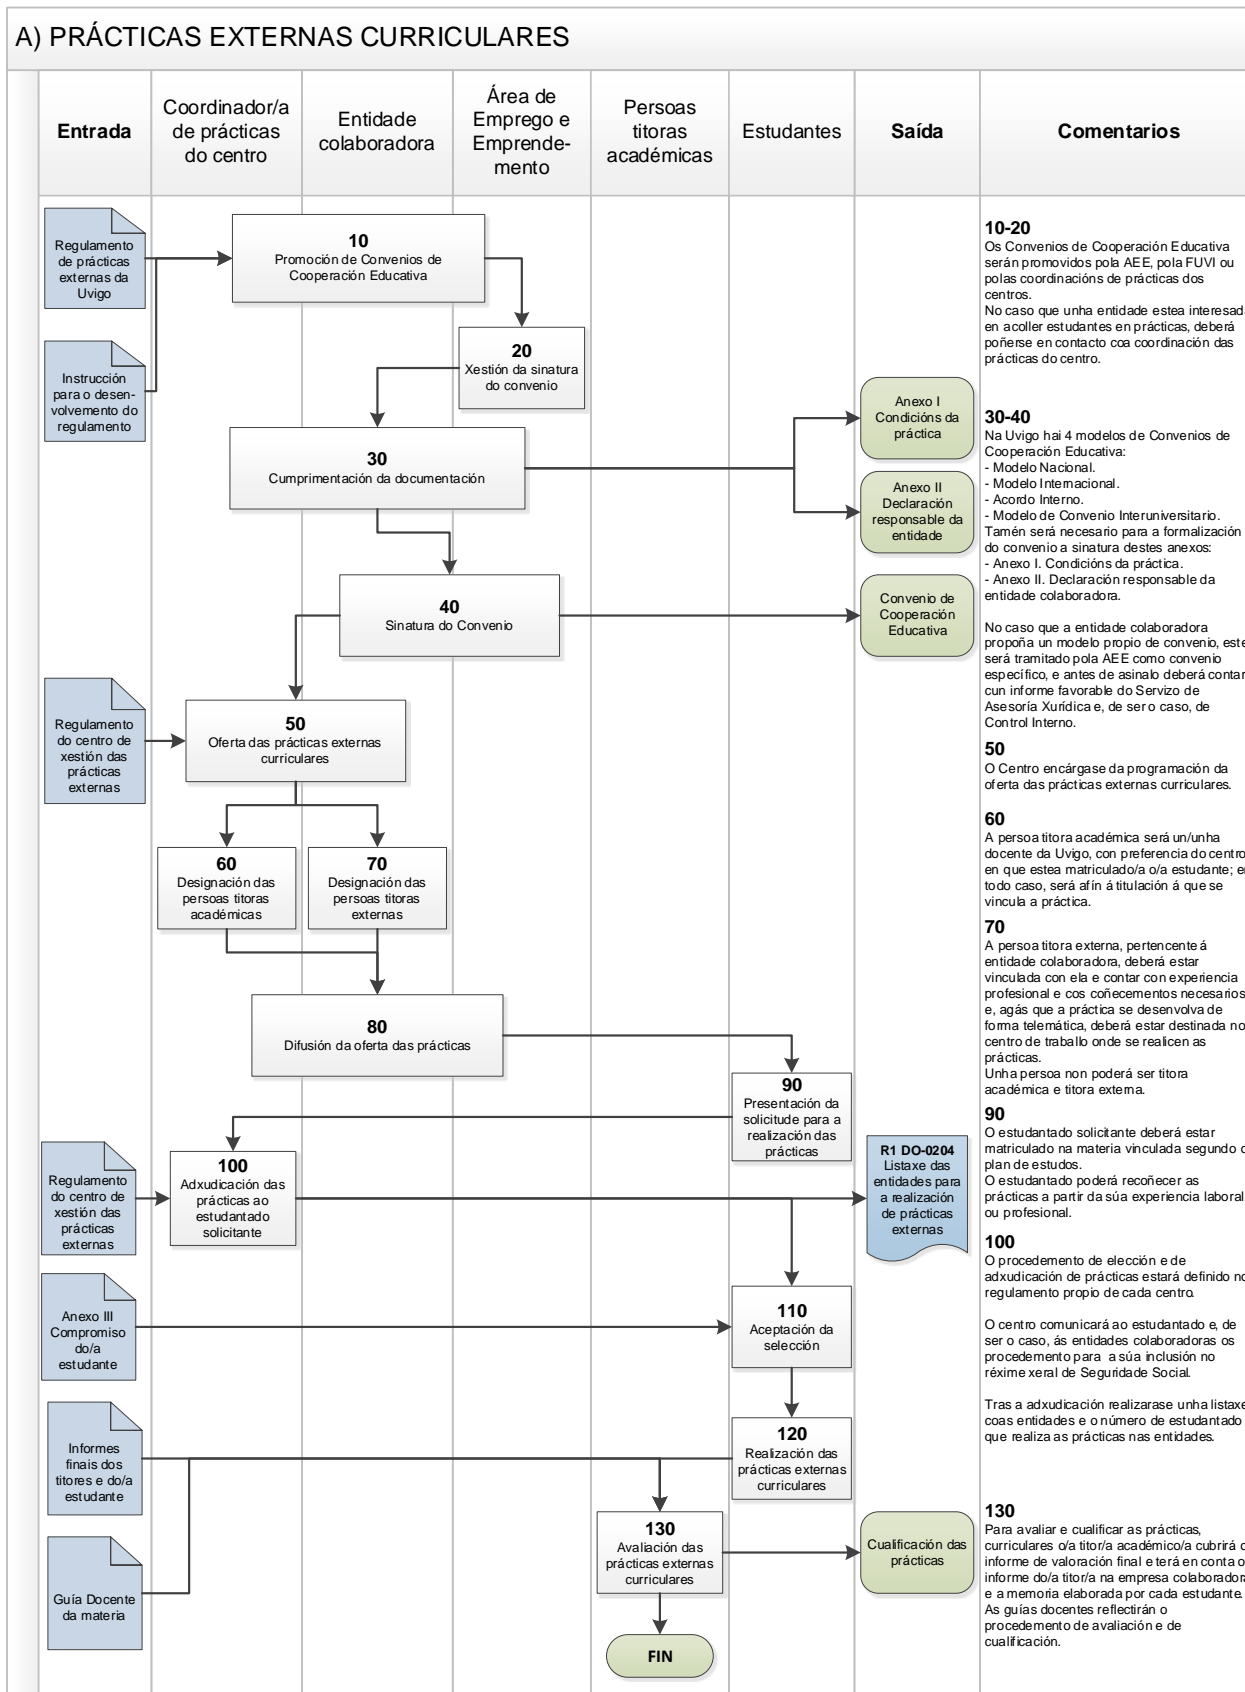 A) PRÁCTICAS EXTERNAS CURRICULARES
Entrada
Coordinador/a
de prácticas
do centro
Entidade
colaboradora
Área de
Emprego e
Emprende-
mento
Persoas
titoras
académicas
Estudantes
Saída
Comentarios
Regulamento
de prácticas
externas da
Uvigo
Instrucción
para o desen-
volvemento do
regulamento
10
Promoción de Convenios de
Cooperación Educativa
20
Xestión da sinatura
do convenio
30
Cumprimentación da documentación
Anexo I
Condicións da
práctica
Anexo II
Declaración
responsable da
entidade
40
Sinatura do Convenio
Convenio de
Cooperación
Educativa
Regulamento
do centro de
xestión das
prácticas
externas
50
Oferta das prácticas externas
curriculares
60
Designación das
persoas titoras
académicas
70
Designación das
persoas titoras
externas
80
Difusión da oferta das prácticas
90
Presentación da
solicitude para a
realización das
prácticas
Regulamento
do centro de
xestión das
prácticas
externas
100
Adxudicación das
prácticas ao
estudantado
solicitante
R1 DO-0204
Listaxe das
entidades para
a realización
de prácticas
externas
Anexo III
Compromiso
do/a
estudante
110
Aceptación da
selección
Informes
finais dos
titores e do/a
estudante
120
Realización das
prácticas externas
curriculares
Guía Docente
da materia
130
Avaliación das
prácticas externas
curriculares
Cualificación das
prácticas
FIN
10-20
Os Convenios de Cooperación Educativa
serán promovidos pola AEE, pola FUVI ou
polas coordinacións de prácticas dos
centros.
No caso que unha entidade estea interesad
en acoller estudantes en prácticas, deberá
poñerse en contacto coa coordinación das
prácticas do centro.
30-40
Na Uvigo hai 4 modelos de Convenios de
Cooperación Educativa:
- Modelo Nacional.
- Modelo Internacional.
- Acordo Interno.
- Modelo de Convenio Interuniversitario.
Tamén será necesario para a formalización
do convenio a sinatura destes anexos:
- Anexo I. Condicións da práctica.
- Anexo II. Declaración responsable da
entidade colaboradora.
No caso que a entidade colaboradora
propoña un modelo propio de convenio, este
será tramitado pola AEE como convenio
específico, e antes de asinalo deberá contar
cun informe favorable do Servizo de
Asesoría Xurídica e, de ser o caso, de
Control Interno.
50
O Centro encárgase da programación da
oferta das prácticas externas curriculares.
60
A persoa titora académica será un/unha
docente da Uvigo, con preferencia do centro
en que estea matriculado/a o/a estudante; e
todo caso, será afín á titulación á que se
vincula a práctica.
70
A persoa titora externa, pertencente á
entidade colaboradora, deberá estar
vinculada con ela e contar con experiencia
profesional e cos coñecementos necesarios
e, agás que a práctica se desenvolva de
forma telemática, deberá estar destinada no
centro de traballo onde se realicen as
prácticas.
Unha persoa non poderá ser titora
académica e titora externa.
90
O estudantado solicitante deberá estar
matriculado na materia vinculada segundo o
plan de estudos.
O estudantado poderá recoñecer as
prácticas a partir da súa experiencia laboral
ou profesional.
100
O procedemento de elección e de
adxudicación de prácticas estará definido no
regulamento propio de cada centro.
O centro comunicará ao estudantado e, de
ser o caso, ás entidades colaboradoras os
procedemento para a súa inclusión no
réxime xeral de Seguridade Social.
Tras a adxudicación realizarase unha listaxe
coas entidades e o número de estudantado
que realiza as prácticas nas entidades.
130
Para avaliar e cualificar as prácticas,
curriculares o/a titor/a académico/a cubrirá o
informe de valoración final e terá en conta o
informe do/a titor/a na empresa colaboradora
e a memoria elaborada por cada estudante.
As guías docentes reflectirán o
procedemento de avaliación e de
cualificación.